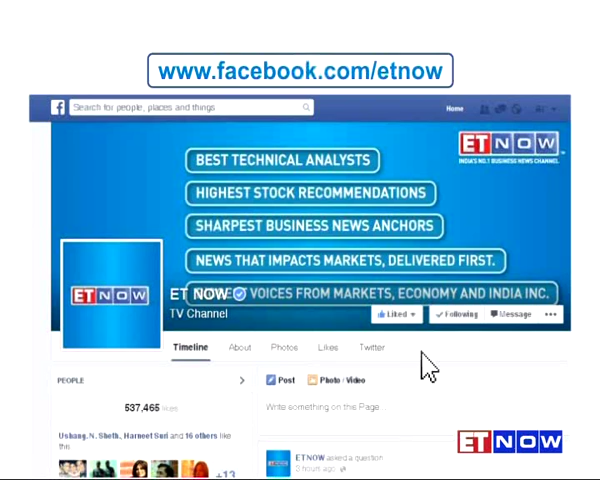 www.facebook.com/etnow
Search for people, places and things
Home
ET NOW
INDIA'S NO.1 BUSINESS NEWS CHANNEL
BEST TECHNICAL ANALYSTS
HIGHEST STOCK RECOMMENDATIONS
SHARPEST BUSINESS NEWS ANCHORS
NEWS THAT IMPACTS MARKETS, DELIVERED FIRST.
VOICES FROM MARKETS, ECONOMY AND INDIA INC.
ET NOW
ET NOW
TV Channel
Liked
Following
Message
Timeline About Photos Likes Twitter
PEOPLE
537,465 likes
Ushang. N. Sheth., Harneet Suri and 16 others like
this
+13
Post Photo / Video
Write something on this Page...
ETNOW asked a question
3 hours ago
ET NOW